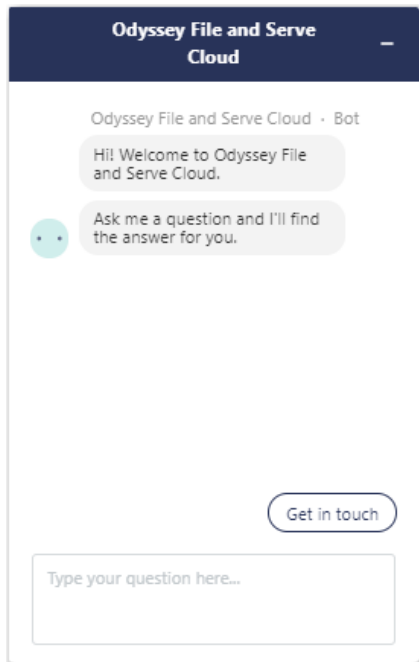 Odyssey File and Serve
Cloud
Odyssey File and Serve Cloud · Bot
Hi! Welcome to Odyssey File
and Serve Cloud.
Ask me a question and I'll find
the answer for you.
Get in touch
Type your question here...